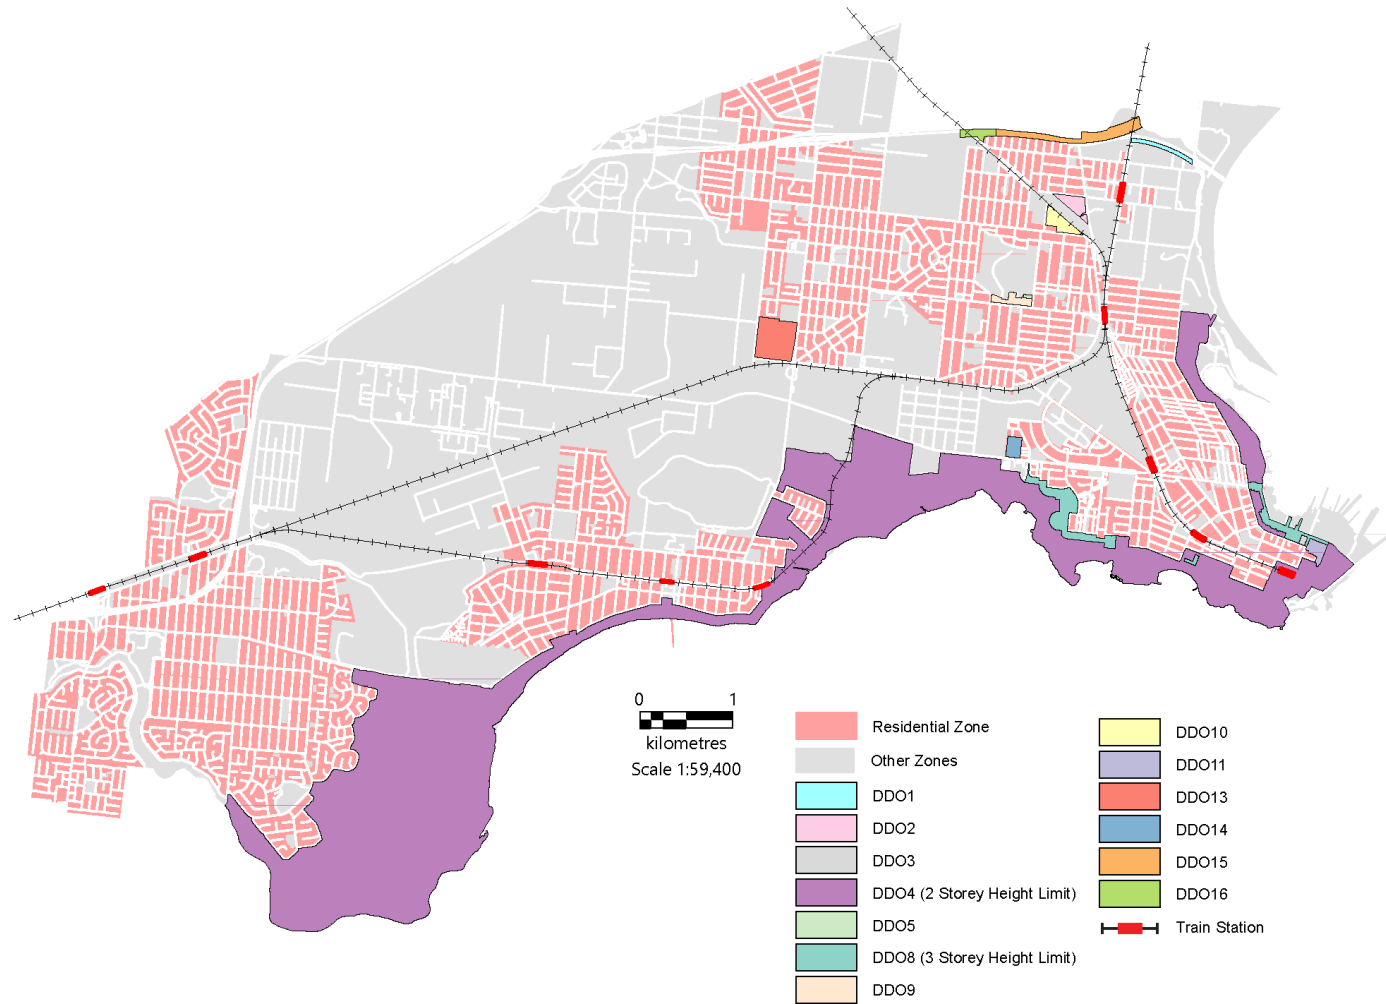 0 1
kilometres
Scale 1:59,400
Residential Zone
Other Zones
DDO1
DDO2
DDO3
DDO4 (2 Storey Height Limit)
DDO5
DDO8 (3 Storey Height Limit)
DDO9
DDO10
DDO11
DDO13
DDO14
DDO15
DDO16
Train Station